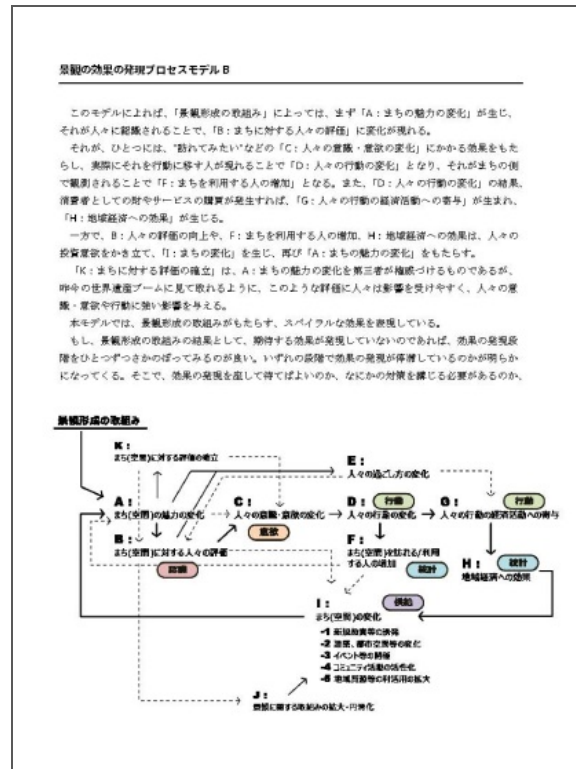 景観の効果の発現プロセスモデル B
このモデルによれば、「景観形成の取組み」によっては、まず「A：まちの魅力の変化」が生じ、
それが人々に認識されることで、「B：まちに対する人々の評価」に変化が現れる。
それが、ひとつには、"訪れてみたい"などの「C：人々の意識・意欲の変化」にかかる効果をもた
らし、実際にそれを行動に移す人が現れることで「D：人々の行動の変化」となり、それがまちの側
で観測されることで「F：まちを利用する人の増加」となる。また、「D：人々の行動の変化」の結果、
消費者としての財やサービスの購買が発生すれば、「G：人々の行動の経済活動への寄与」が生まれ、
「H：地域経済への効果」が生じる。
一方で、B：人々の評価の向上や、F：まちを利用する人の増加、H：地域経済への効果は、人々の
投資意欲をかき立て、「I：まちの変化」を生じ、再び「A：まちの魅力の変化」をもたらす。
「K：まちに対する評価の確立」は、A：まちの魅力の変化を第三者が権威づけるものであるが、
昨今の世界遺産ブームに見て取れるように、このような評価に人々は影響を受けやすく、人々の意
識・意欲や行動に強い影響を与える。
本モデルでは、景観形成の取組みがもたらす、スパイラルな効果を表現している。
もし、景観形成の取組みの結果として、期待する効果が発現していないのであれば、効果の発現段
階をひとつずつさかのぼってみるのが良い。いずれの段階で効果の発現が停滞しているのかが明らか
になってくる。そこで、効果の発現を座して待てばよいのか、なにかの対策を講じる必要があるのか、
景観形成の取組み
K：
まち(空間)に対する評価の確立
E：
人々の過ごし方の変化
A：
まち(空間)の魅力の変化
C：
人々の意識・意欲の変化
意欲
D：
行動
人々の行動の変化
G：
行動
人々の行動の経済活動への寄与
B：
まち(空間)に対する人々の評価
認識
F：
まち(空間)を訪れる/利用
する人の増加
統計
H：
統計
地域経済への効果
I：
供給
まち(空間)の変化
-1 新規投資等の誘発
-2 建築、都市空間等の変化
-3 イベント等の開催
-4 コミュニティ活動の活性化
-5 地域資源等の利活用の拡大
J：
景観に関する取組みの拡大・円滑化